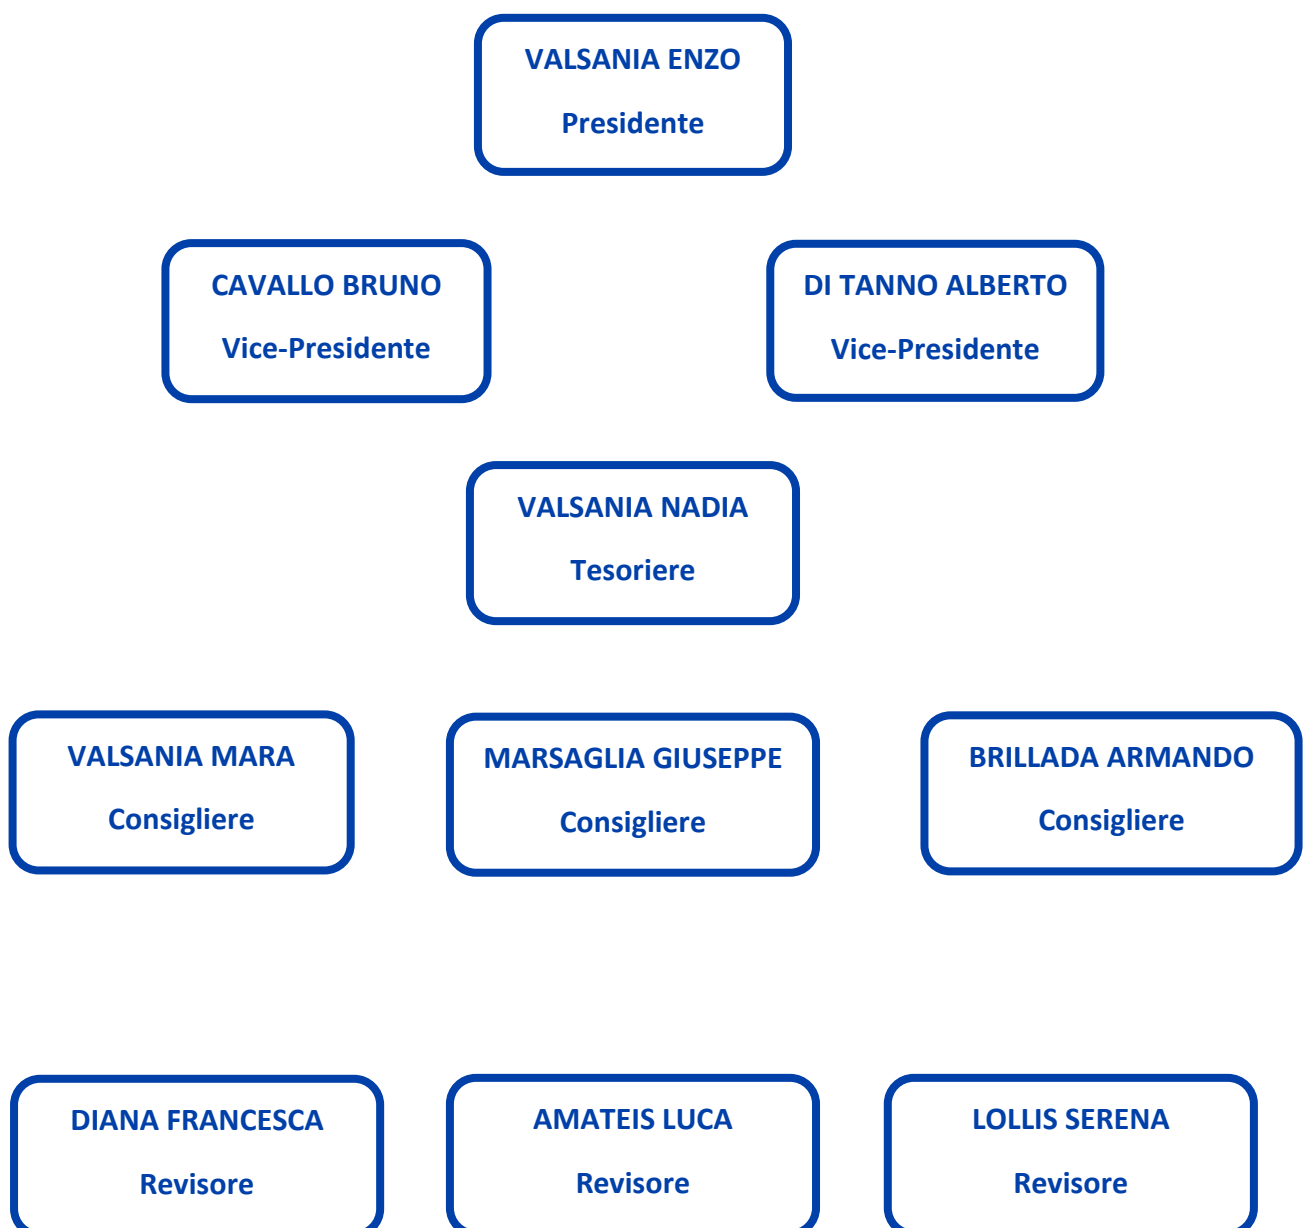 VALSANIA ENZO
Presidente
CAVALLO BRUNO
Vice-Presidente
DI TANNO ALBERTO
Vice-Presidente
VALSANIA NADIA
Tesoriere
VALSANIA MARA
Consigliere
MARSAGLIA GIUSEPPE
Consigliere
BRILLADA ARMANDO
Consigliere
DIANA FRANCESCA
Revisore
AMATEIS LUCA
Revisore
LOLLIS SERENA
Revisore